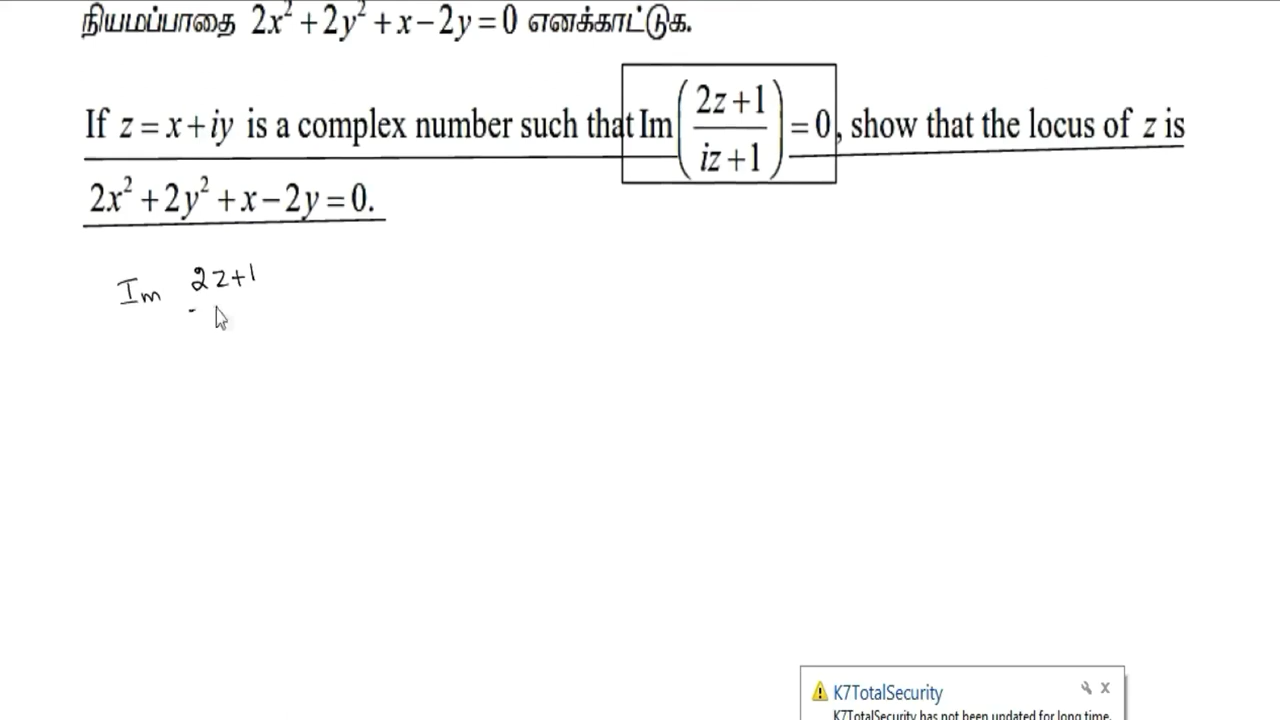 நியமப்பாதை 2x² + 2y² + x − 2y = 0 எனக்காட்டுக.
If z = x + iy is a complex number such that Im((2z + 1)/(iz + 1)) = 0, show that the locus of z is
2x² + 2y² + x − 2y = 0.
Im 2z+1
K7TotalSecurity
K7TotalSecurity has not been updated for long time.